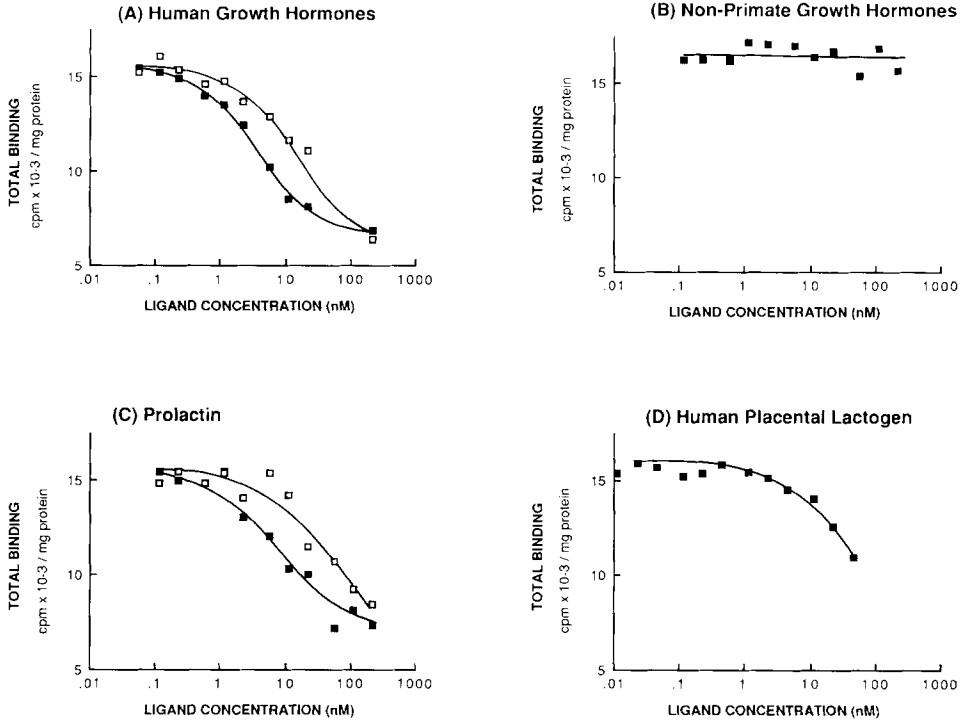 (A) Human Growth Hormones
TOTAL BINDING
cpm x 10-3 / mg protein
15
10
5
.01 .1 1 10 100 1000
LIGAND CONCENTRATION (nM)
(B) Non-Primate Growth Hormones
TOTAL BINDING
cpm x 10-3 / mg protein
15
10
5
.01 .1 1 10 100 1000
LIGAND CONCENTRATION (nM)
(C) Prolactin
TOTAL BINDING
cpm x 10-3 / mg protein
15
10
5
.01 .1 1 10 100 1000
LIGAND CONCENTRATION (nM)
(D) Human Placental Lactogen
TOTAL BINDING
cpm x 10-3 / mg protein
15
10
5
.01 .1 1 10 100 1000
LIGAND CONCENTRATION (nM)